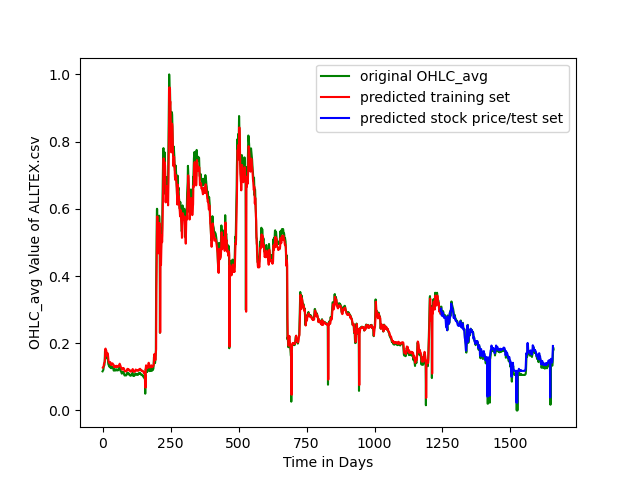 original OHLC_avg
predicted training set
predicted stock price/test set
OHLC_avg Value of ALLTEX.csv
1.0
0.8
0.6
0.4
0.2
0.0
0 250 500 750 1000 1250 1500
Time in Days